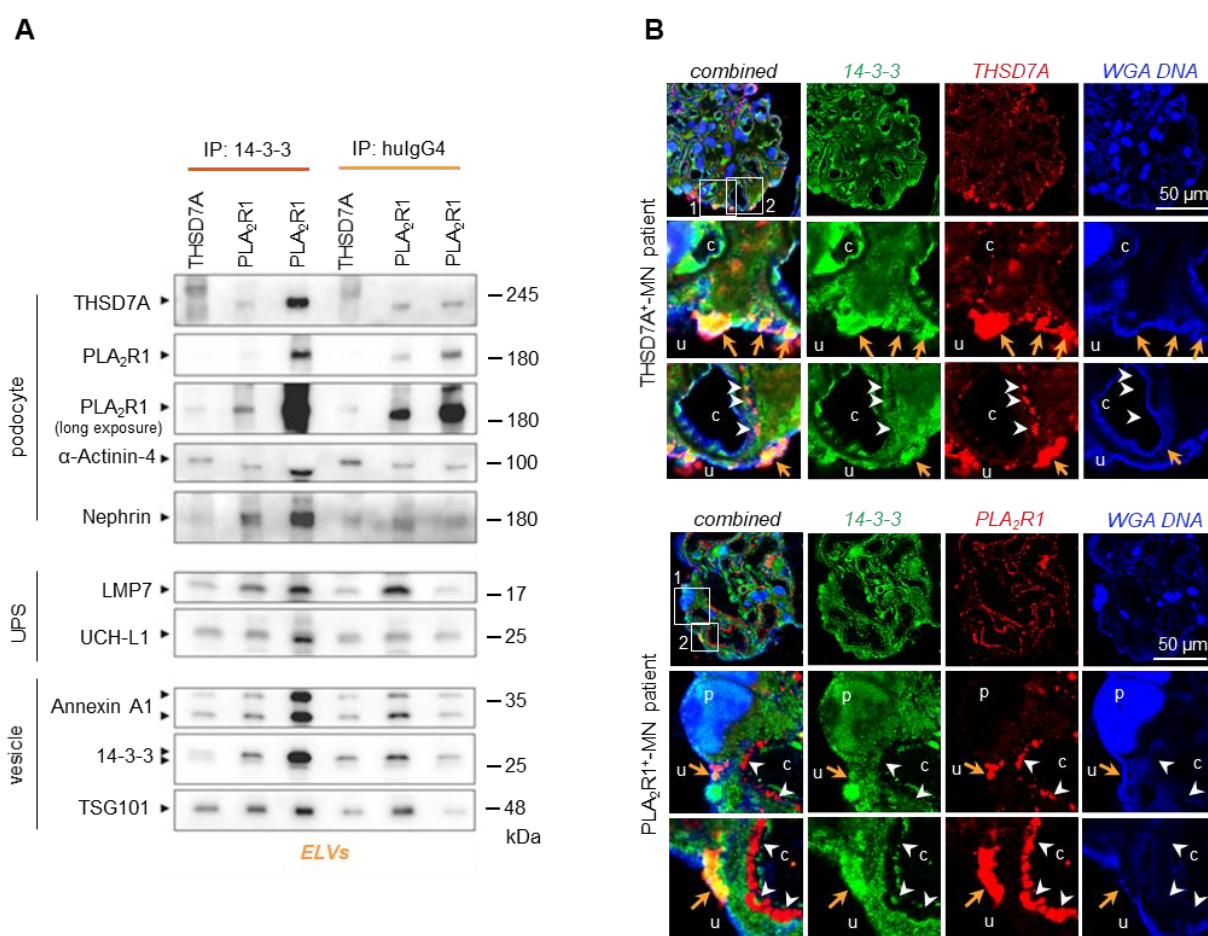 A
IP: 14-3-3
IP: huIgG4
THSD7A
PLA₂R1
PLA₂R1
THSD7A
PLA₂R1
PLA₂R1
podocyte
THSD7A
245
PLA₂R1
180
PLA₂R1
(long exposure)
180
α-Actinin-4
100
Nephrin
180
UPS
LMP7
17
UCH-L1
25
vesicle
Annexin A1
35
14-3-3
25
TSG101
48
kDa
ELVs
B
combined
14-3-3
THSD7A
WGA DNA
THSD7A⁺-MN patient
1
2
50 µm
c
c
c
c
u
u
u
u
c
c
c
c
u
u
u
u
combined
14-3-3
PLA₂R1
WGA DNA
PLA₂R1⁺-MN patient
1
2
50 µm
p
p
p
p
c
c
c
c
u
u
u
u
c
c
c
c
u
u
u
u